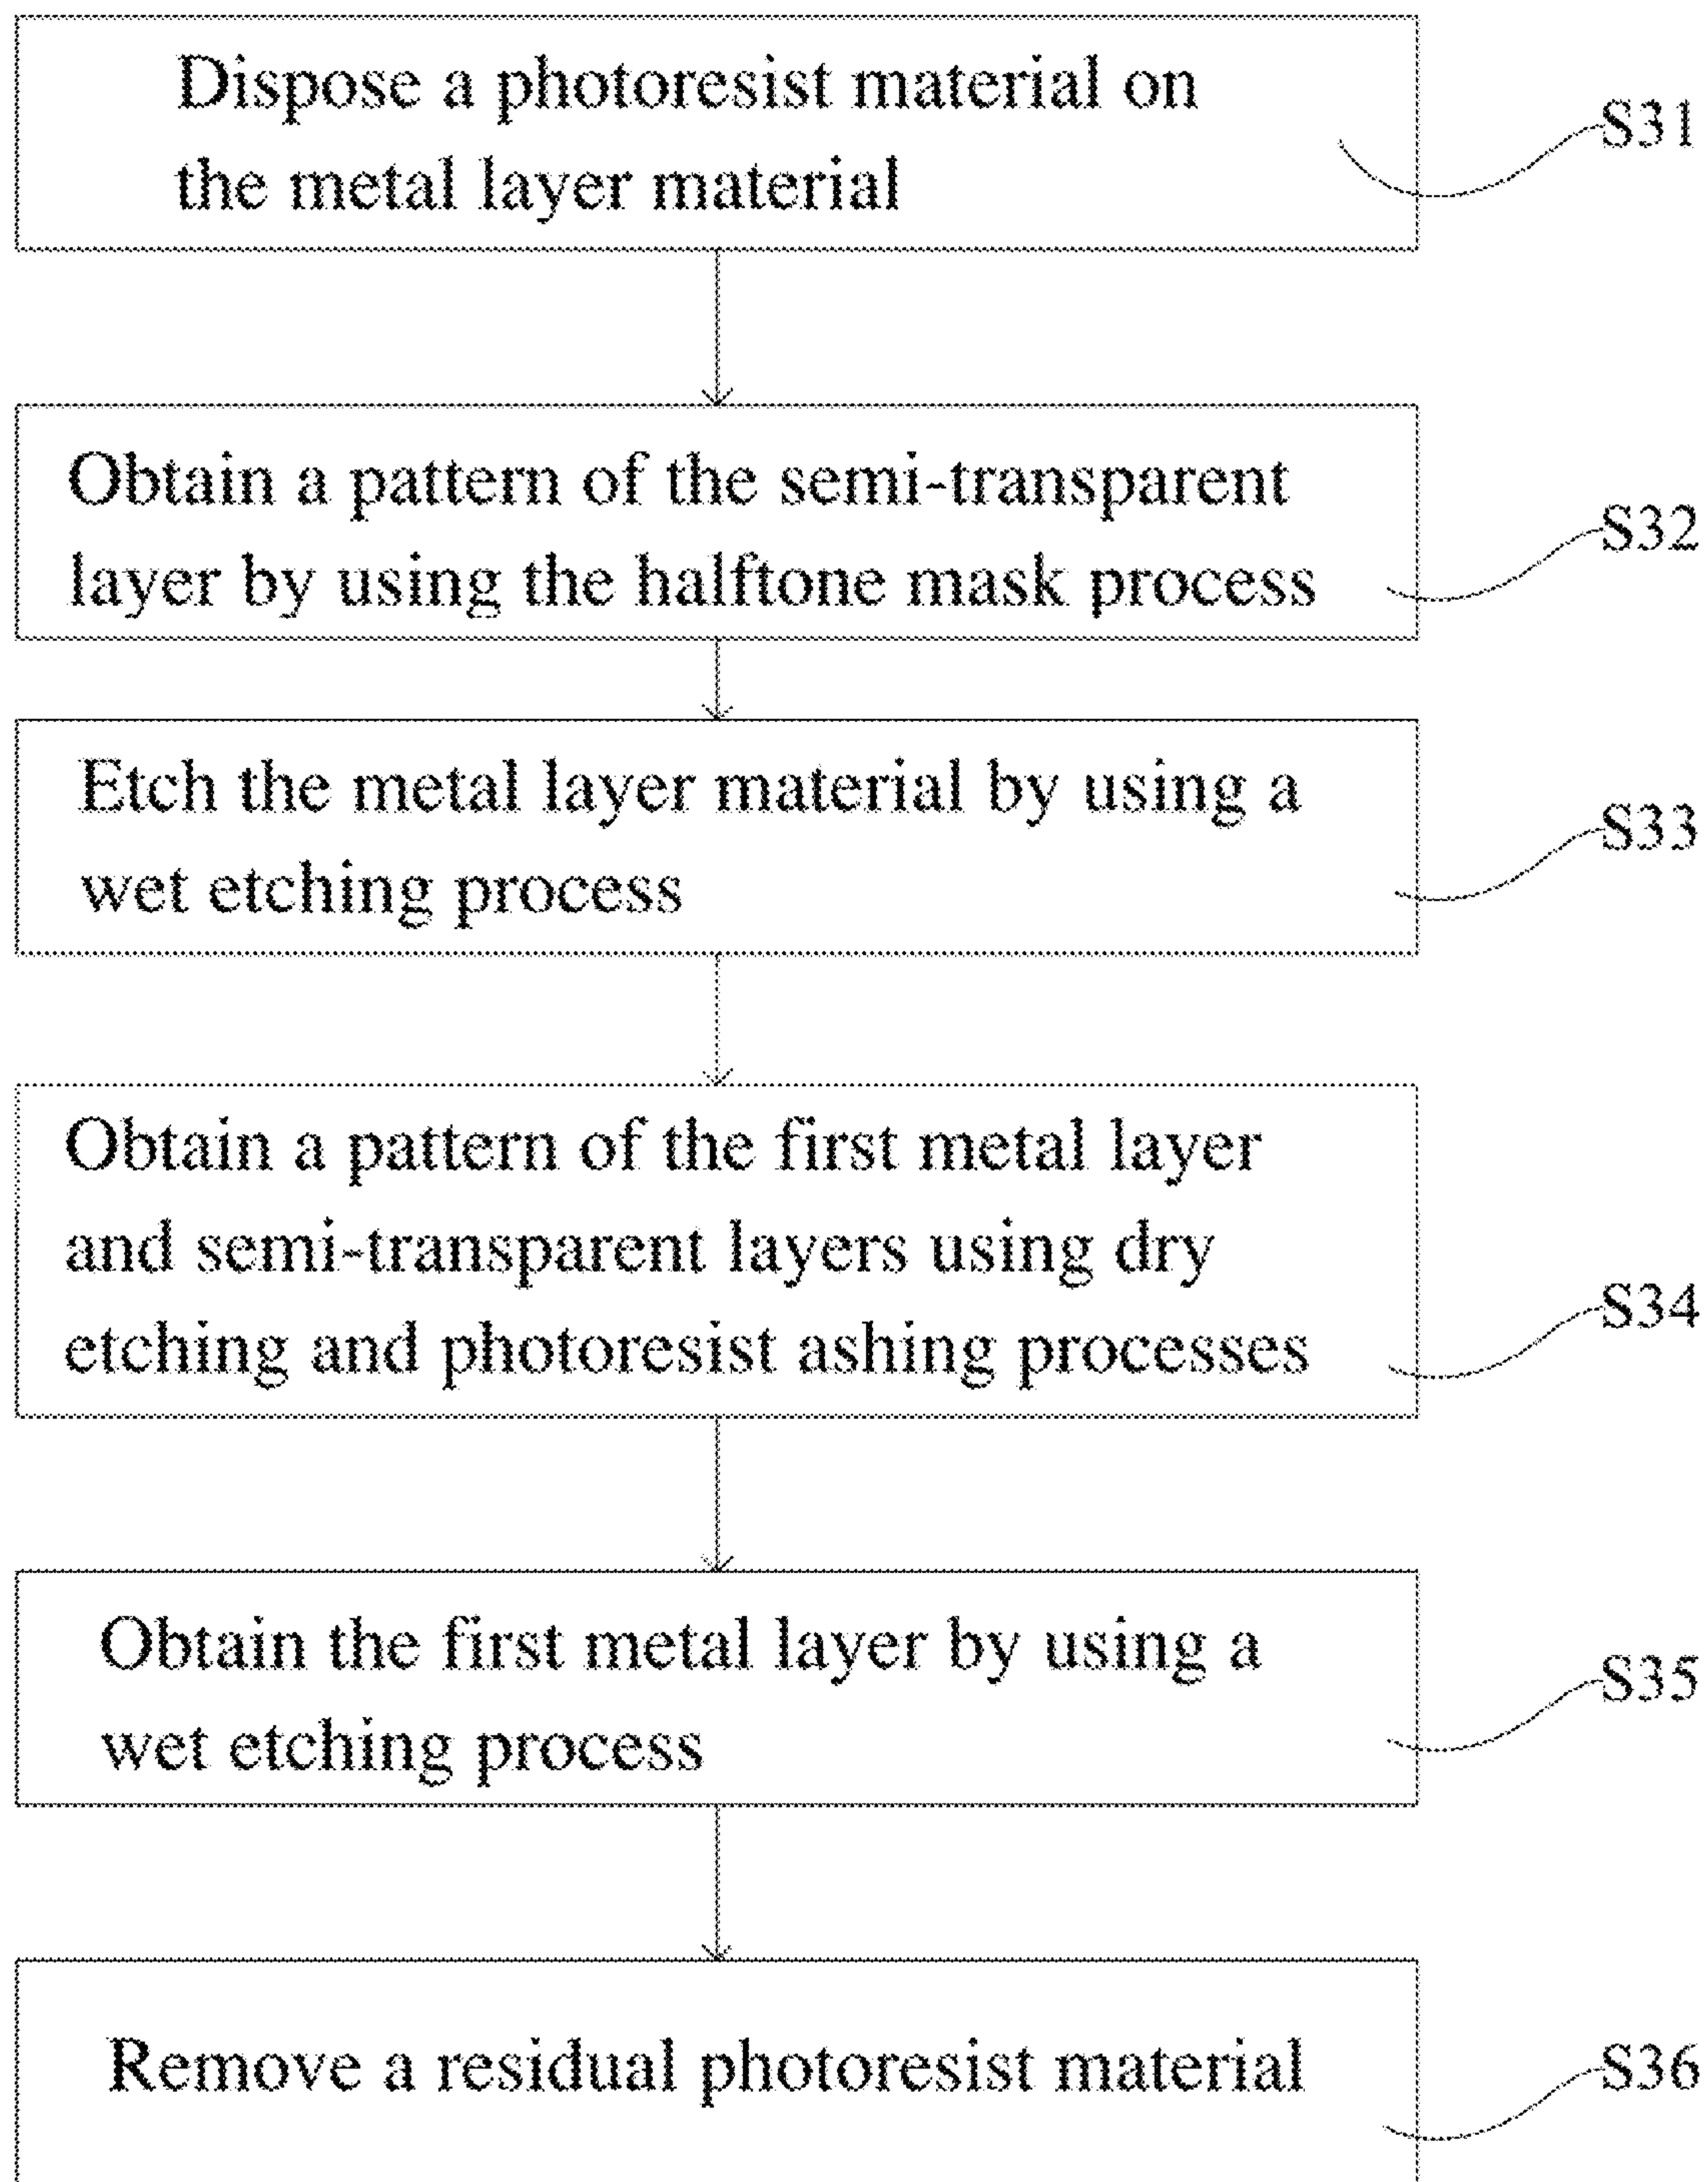 Dispose a photoresist material on
the metal layer material
S31
Obtain a pattern of the semi-transparent
layer by using the halftone mask process
S32
Etch the metal layer material by using a
wet etching process
S33
Obtain a pattern of the first metal layer
and semi-transparent layers using dry
etching and photoresist ashing processes
S34
Obtain the first metal layer by using a
wet etching process
S35
Remove a residual photoresist material
S36